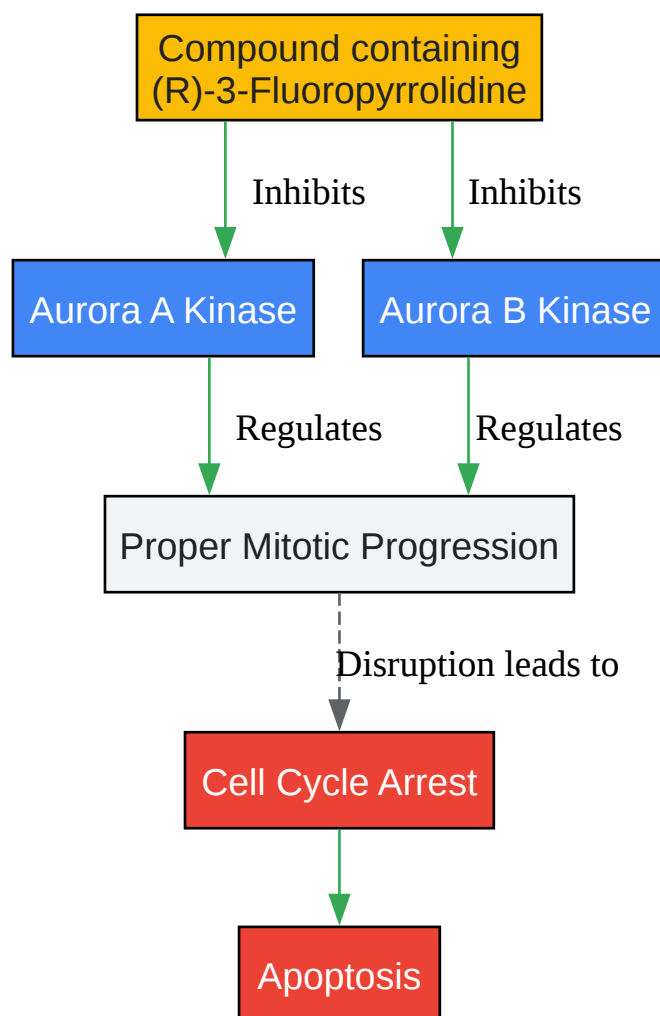 Compound containing
(R)-3-Fluoropyrrolidine
Inhibits
Inhibits
Aurora A Kinase
Aurora B Kinase
Regulates
Regulates
Proper Mitotic Progression
Disruption leads to
Cell Cycle Arrest
Apoptosis